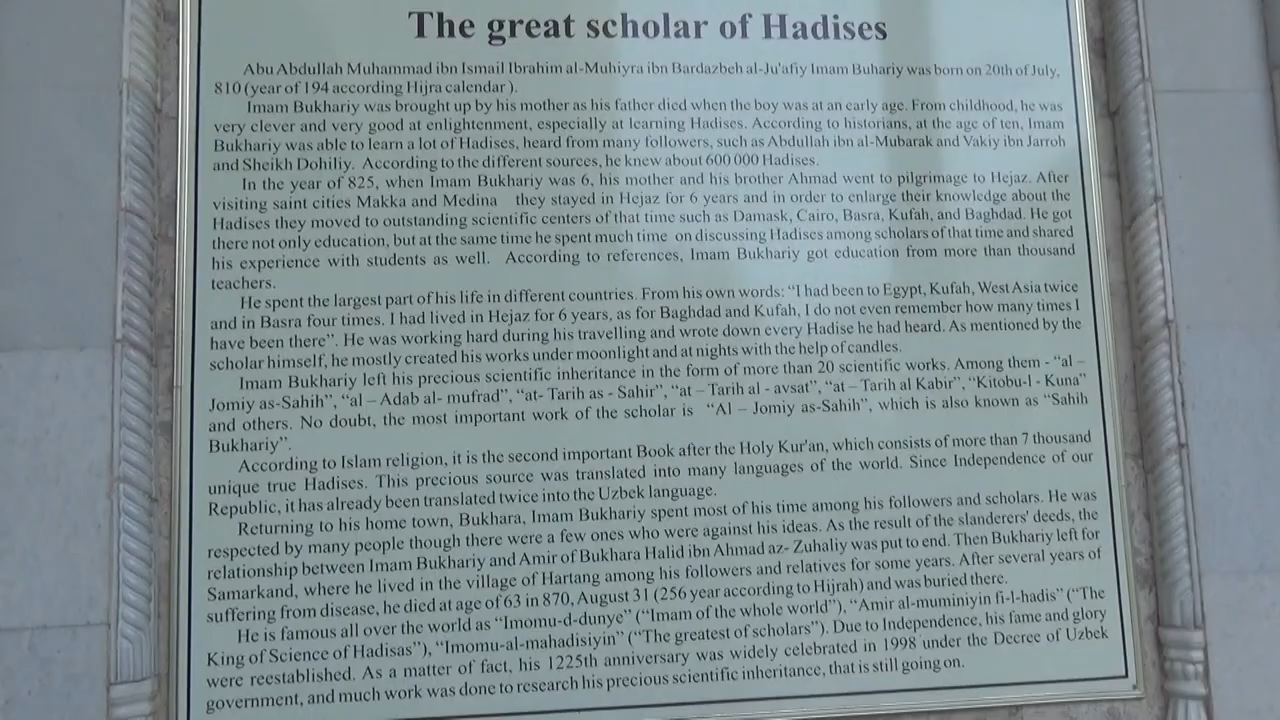 The great scholar of Hadises
Abu Abdullah Muhammad ibn Ismail Ibrahim al-Muhiyra ibn Bardazbeh al-Ju'afiy Imam Buhariy was born on 20th of July,
810 (year of 194 according Hijra calendar ).
Imam Bukhariy was brought up by his mother as his father died when the boy was at an early age. From childhood, he was
very clever and very good at enlightenment, especially at learning Hadises. According to historians, at the age of ten, Imam
Bukhariy was able to learn a lot of Hadises, heard from many followers, such as Abdullah ibn al-Mubarak and Vakiy ibn Jarroh
and Sheikh Dohiliy. According to the different sources, he knew about 600 000 Hadises.
In the year of 825, when Imam Bukhariy was 6, his mother and his brother Ahmad went to pilgrimage to Hejaz. After
visiting saint cities Makka and Medina they stayed in Hejaz for 6 years and in order to enlarge their knowledge about the
Hadises they moved to outstanding scientific centers of that time such as Damask, Cairo, Basra, Kufah, and Baghdad. He got
there not only education, but at the same time he spent much time on discussing Hadises among scholars of that time and shared
his experience with students as well. According to references, Imam Bukhariy got education from more than thousand
teachers.
He spent the largest part of his life in different countries. From his own words: “I had been to Egypt, Kufah, West Asia twice
and in Basra four times. I had lived in Hejaz for 6 years, as for Baghdad and Kufah, I do not even remember how many times I
have been there”. He was working hard during his travelling and wrote down every Hadise he had heard. As mentioned by the
scholar himself, he mostly created his works under moonlight and at nights with the help of candles.
Imam Bukhariy left his precious scientific inheritance in the form of more than 20 scientific works. Among them - “al –
Jomiy as-Sahih”, “al – Adab al- mufrad”, “at- Tarih as - Sahir”, “at – Tarih al - avsat”, “at – Tarih al Kabir”, “Kitobu-l - Kuna”
and others. No doubt, the most important work of the scholar is “Al – Jomiy as-Sahih”, which is also known as “Sahih
Bukhariy”.
According to Islam religion, it is the second important Book after the Holy Kur'an, which consists of more than 7 thousand
unique true Hadises. This precious source was translated into many languages of the world. Since Independence of our
Republic, it has already been translated twice into the Uzbek language.
Returning to his home town, Bukhara, Imam Bukhariy spent most of his time among his followers and scholars. He was
respected by many people though there were a few ones who were against his ideas. As the result of the slanderers' deeds, the
relationship between Imam Bukhariy and Amir of Bukhara Halid ibn Ahmad az- Zuhaliy was put to end. Then Bukhariy left for
Samarkand, where he lived in the village of Hartang among his followers and relatives for some years. After several years of
suffering from disease, he died at age of 63 in 870, August 31 (256 year according to Hijrah) and was buried there.
He is famous all over the world as “Imomu-d-dunye” (“Imam of the whole world”), “Amir al-muminiyin fi-l-hadis” (“The
King of Science of Hadisas”), “Imomu-al-mahadisiyin” (“The greatest of scholars”). Due to Independence, his fame and glory
were reestablished. As a matter of fact, his 1225th anniversary was widely celebrated in 1998 under the Decree of Uzbek
government, and much work was done to research his precious scientific inheritance, that is still going on.